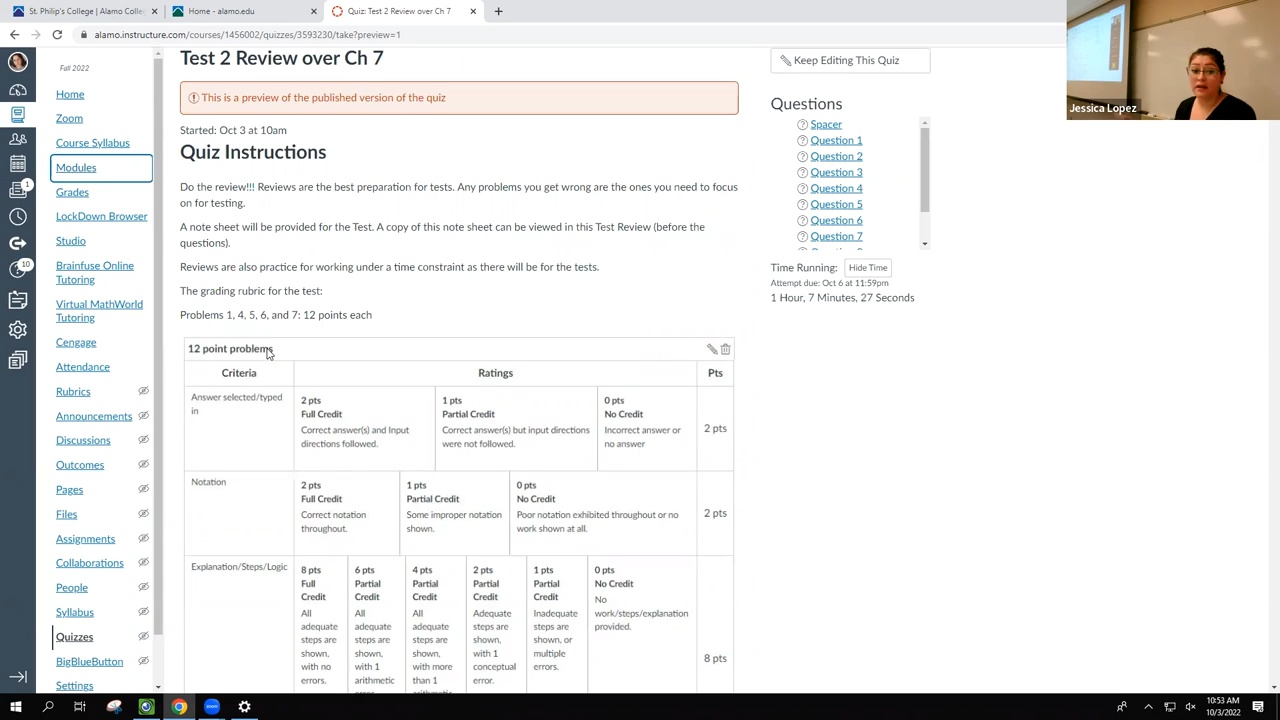 St. Philip's College | Alamo Colleg
Home - alamo.edu
Quiz: Test 2 Review over Ch 7
alamo.instructure.com/courses/1456002/quizzes/3593230/take?preview=1
Fall 2022
Home
Zoom
Course Syllabus
Modules
Grades
LockDown Browser
Studio
Brainfuse Online
Tutoring
Virtual MathWorld
Tutoring
Cengage
Attendance
Rubrics
Announcements
Discussions
Outcomes
Pages
Files
Assignments
Collaborations
People
Syllabus
Quizzes
BigBlueButton
Settings
1
10
Test 2 Review over Ch 7
This is a preview of the published version of the quiz
Started: Oct 3 at 10am
Quiz Instructions
Do the review!!! Reviews are the best preparation for tests. Any problems you get wrong are the ones you need to focus
on for testing.
A note sheet will be provided for the Test. A copy of this note sheet can be viewed in this Test Review (before the
questions).
Reviews are also practice for working under a time constraint as there will be for the tests.
The grading rubric for the test:
Problems 1, 4, 5, 6, and 7: 12 points each
12 point problems
Criteria Ratings Pts
Answer selected/typed
in
2 pts
Full Credit
Correct answer(s) and Input
directions followed.
1 pts
Partial Credit
Correct answer(s) but input directions
were not followed.
0 pts
No Credit
Incorrect answer or
no answer
2 pts
Notation
2 pts
Full Credit
Correct notation
throughout.
1 pts
Partial Credit
Some improper notation
shown.
0 pts
No Credit
Poor notation exhibited throughout or no
work shown at all.
2 pts
Explanation/Steps/Logic
8 pts
Full
Credit
All
adequate
steps are
shown,
with no
errors.
6 pts
Partial
Credit
All
adequate
steps are
shown,
with 1
arithmetic
error.
4 pts
Partial
Credit
All
adequate
steps are
shown,
with more
than 1
arithmetic
2 pts
Partial
Credit
Adequate
steps are
shown,
with 1
conceptual
error.
1 pts
Partial
Credit
Inadequate
steps are
shown, or
multiple
errors.
0 pts
No Credit
No
work/steps/explanation
provided.
8 pts
Keep Editing This Quiz
Questions
Spacer
Question 1
Question 2
Question 3
Question 4
Question 5
Question 6
Question 7
Time Running: Hide Time
Attempt due: Oct 6 at 11:59pm
1 Hour, 7 Minutes, 27 Seconds
Jessica Lopez
10:53 AM
10/3/2022